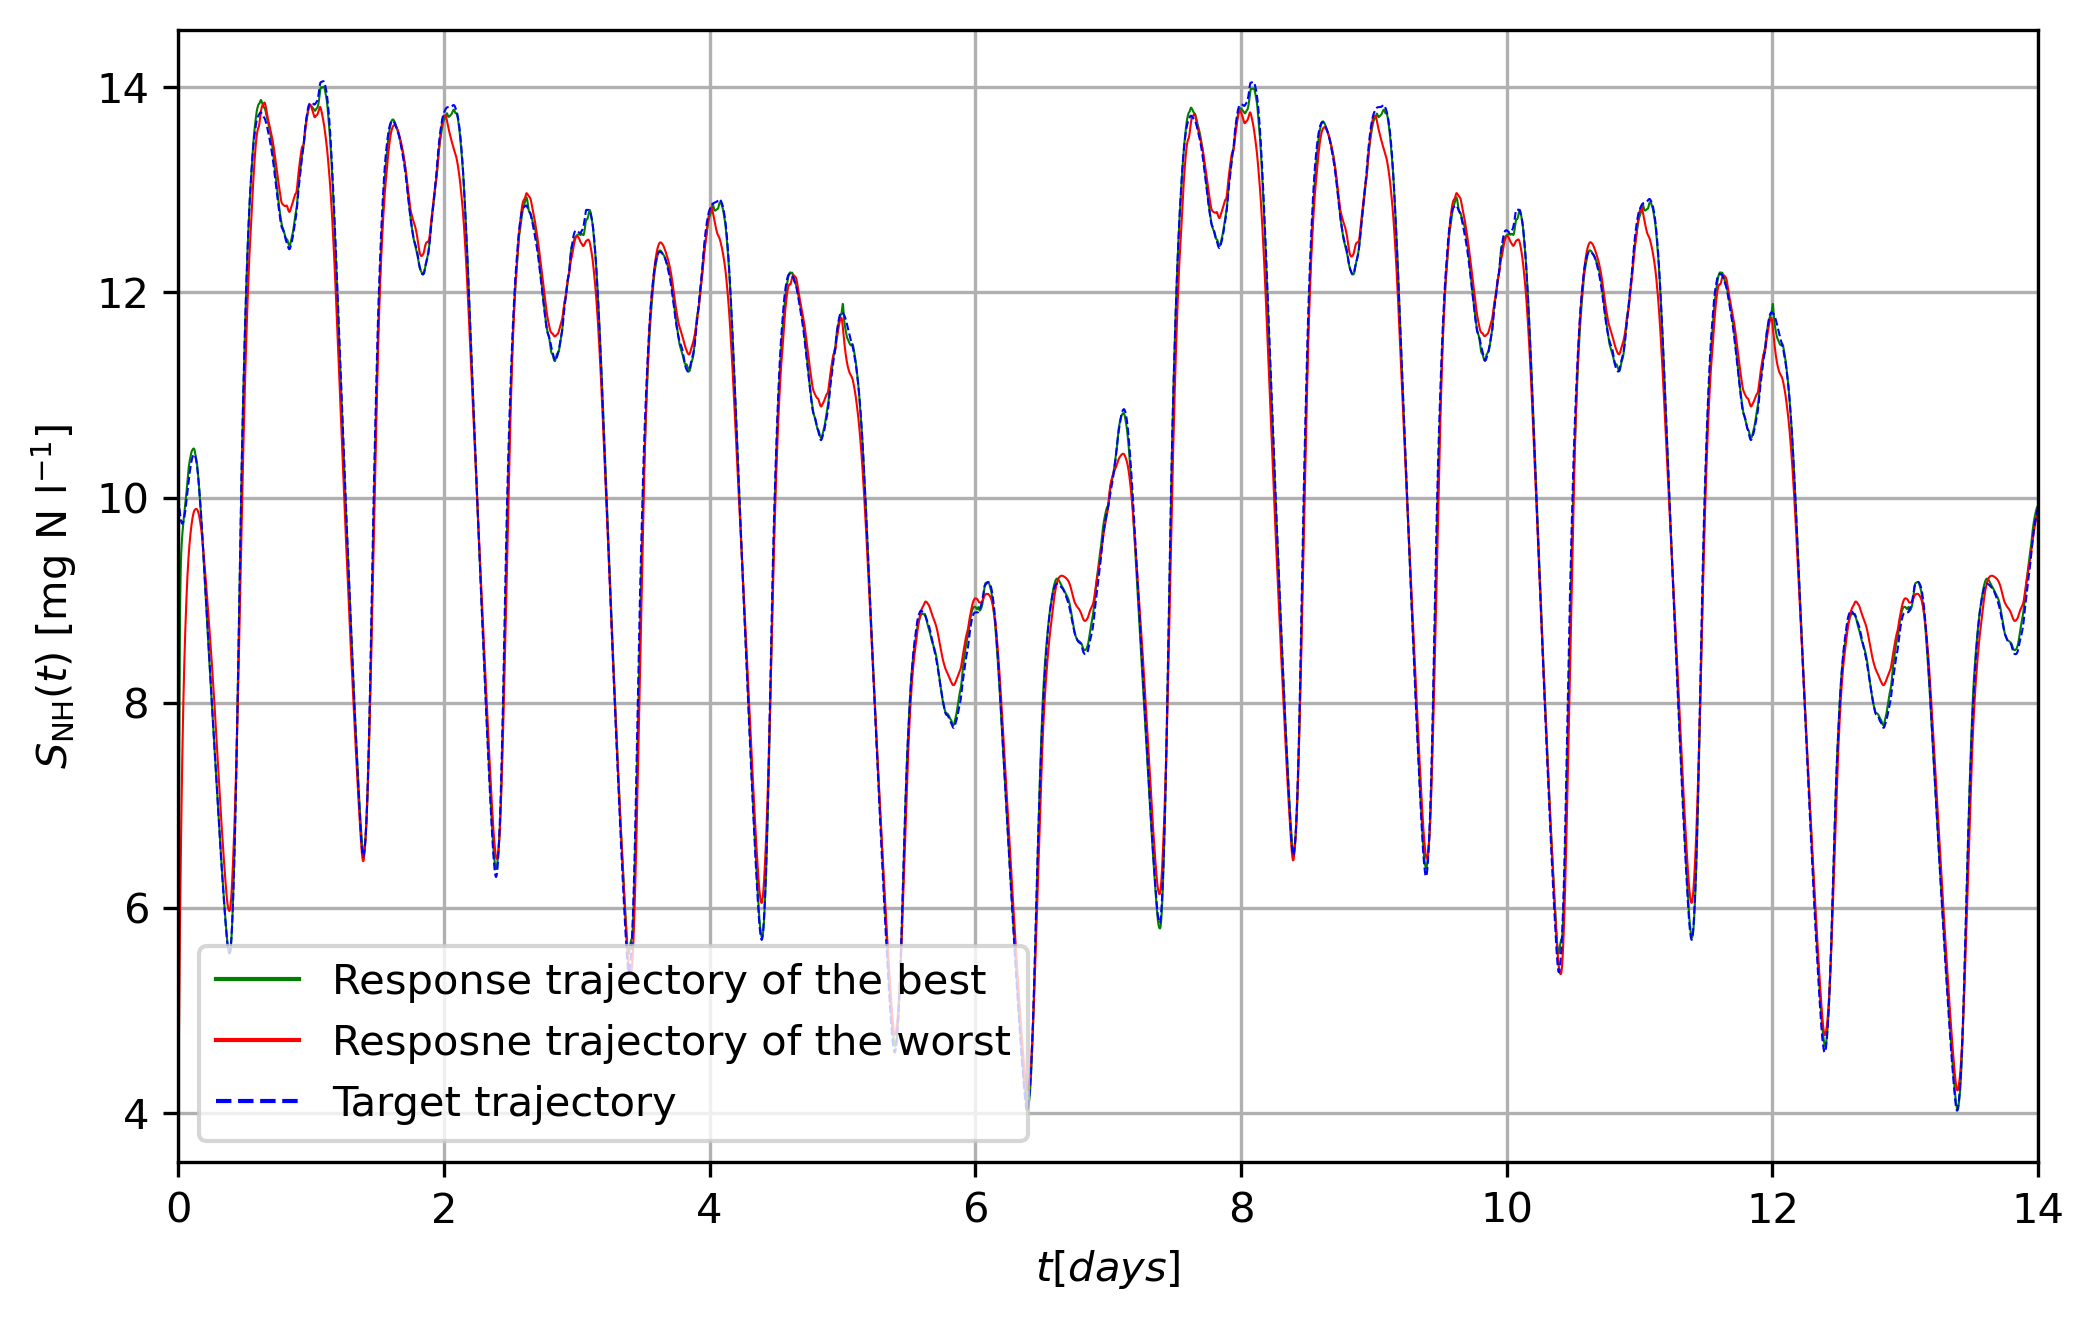 14
12
10
8
6
4
S_NH(t) [mg N l⁻¹]
Response trajectory of the best
Resposne trajectory of the worst
Target trajectory
0 2 4 6 8 10 12 14
t[days]